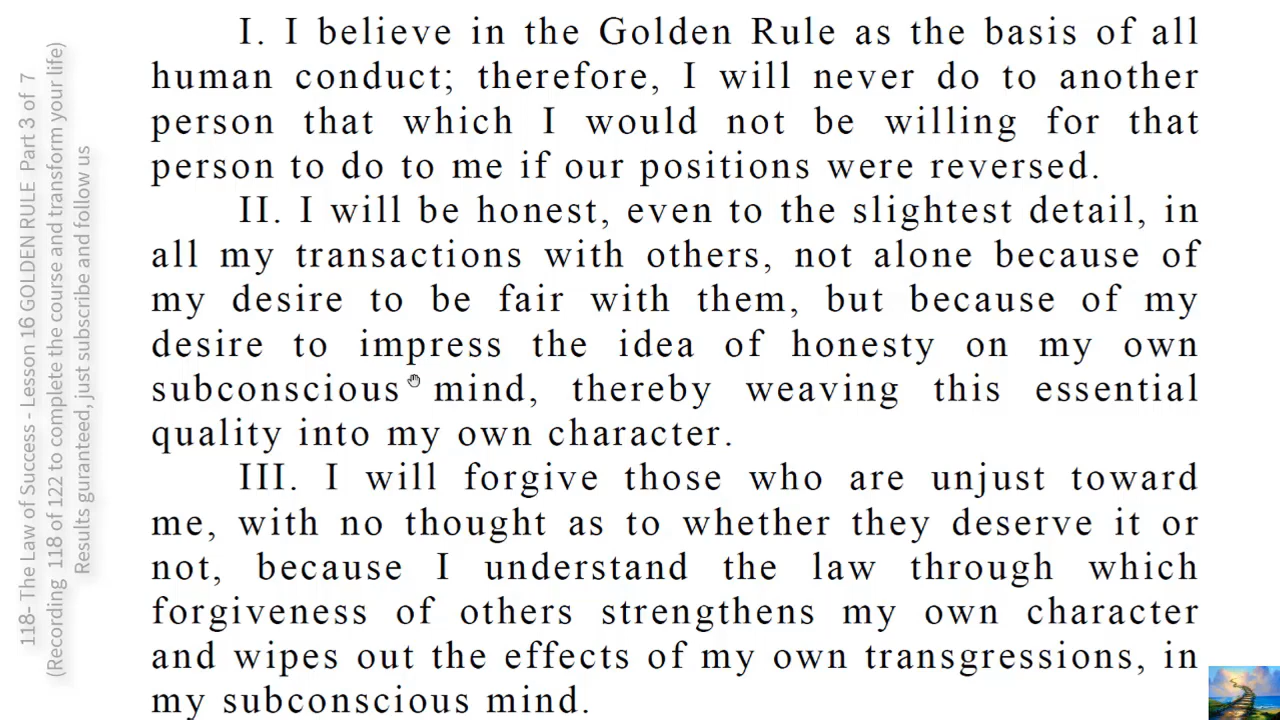 I. I believe in the Golden Rule as the basis of all
human conduct; therefore, I will never do to another
person that which I would not be willing for that
person to do to me if our positions were reversed.
II. I will be honest, even to the slightest detail, in
all my transactions with others, not alone because of
my desire to be fair with them, but because of my
desire to impress the idea of honesty on my own
subconscious mind, thereby weaving this essential
quality into my own character.
III. I will forgive those who are unjust toward
me, with no thought as to whether they deserve it or
not, because I understand the law through which
forgiveness of others strengthens my own character
and wipes out the effects of my own transgressions, in
my subconscious mind.
118- The Law of Success - Lesson 16 GOLDEN RULE Part 3 of 7
(Recording 118 of 122 to complete the course and transform your life)
Results guranteed, just subscribe and follow us